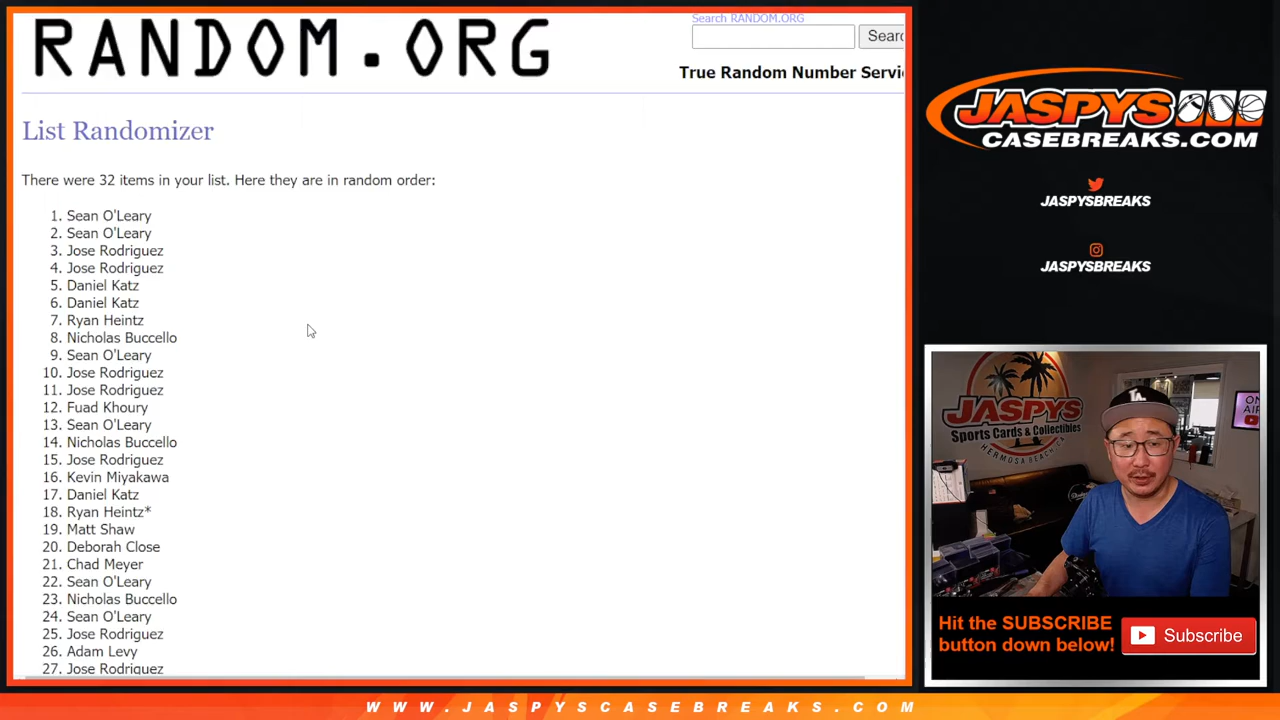 RANDOM.ORG
Search RANDOM.ORG
Searc
True Random Number Servi
List Randomizer
There were 32 items in your list. Here they are in random order:
1. Sean O'Leary
2. Sean O'Leary
3. Jose Rodriguez
4. Jose Rodriguez
5. Daniel Katz
6. Daniel Katz
7. Ryan Heintz
8. Nicholas Buccello
9. Sean O'Leary
10. Jose Rodriguez
11. Jose Rodriguez
12. Fuad Khoury
13. Sean O'Leary
14. Nicholas Buccello
15. Jose Rodriguez
16. Kevin Miyakawa
17. Daniel Katz
18. Ryan Heintz*
19. Matt Shaw
20. Deborah Close
21. Chad Meyer
22. Sean O'Leary
23. Nicholas Buccello
24. Sean O'Leary
25. Jose Rodriguez
26. Adam Levy
27. Jose Rodriguez
JASPYS
CASEBREAKS.COM
JASPYSBREAKS
JASPYSBREAKS
JASPYS
Sports Cards & Collectibles
HERMOSA BEACH, CA
ON
AIR
Hit the SUBSCRIBE
button down below!
Subscribe
WWW.JASPYSCASEBREAKS.COM